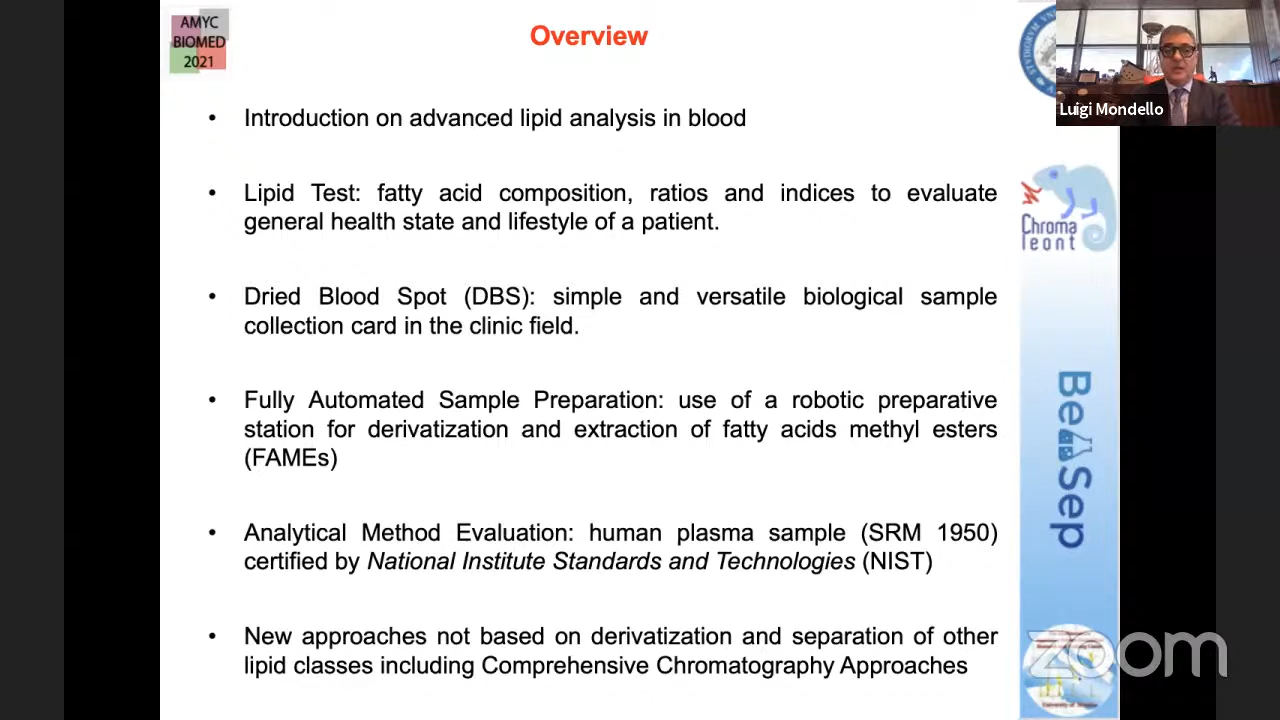 AMYC
BIOMED
2021
Overview
Luigi Mondello
• Introduction on advanced lipid analysis in blood
• Lipid Test: fatty acid composition, ratios and indices to evaluate
general health state and lifestyle of a patient.
• Dried Blood Spot (DBS): simple and versatile biological sample
collection card in the clinic field.
• Fully Automated Sample Preparation: use of a robotic preparative
station for derivatization and extraction of fatty acids methyl esters
(FAMEs)
• Analytical Method Evaluation: human plasma sample (SRM 1950)
certified by National Institute Standards and Technologies (NIST)
• New approaches not based on derivatization and separation of other
lipid classes including Comprehensive Chromatography Approaches
Chroma
leont
BeSep
zoom